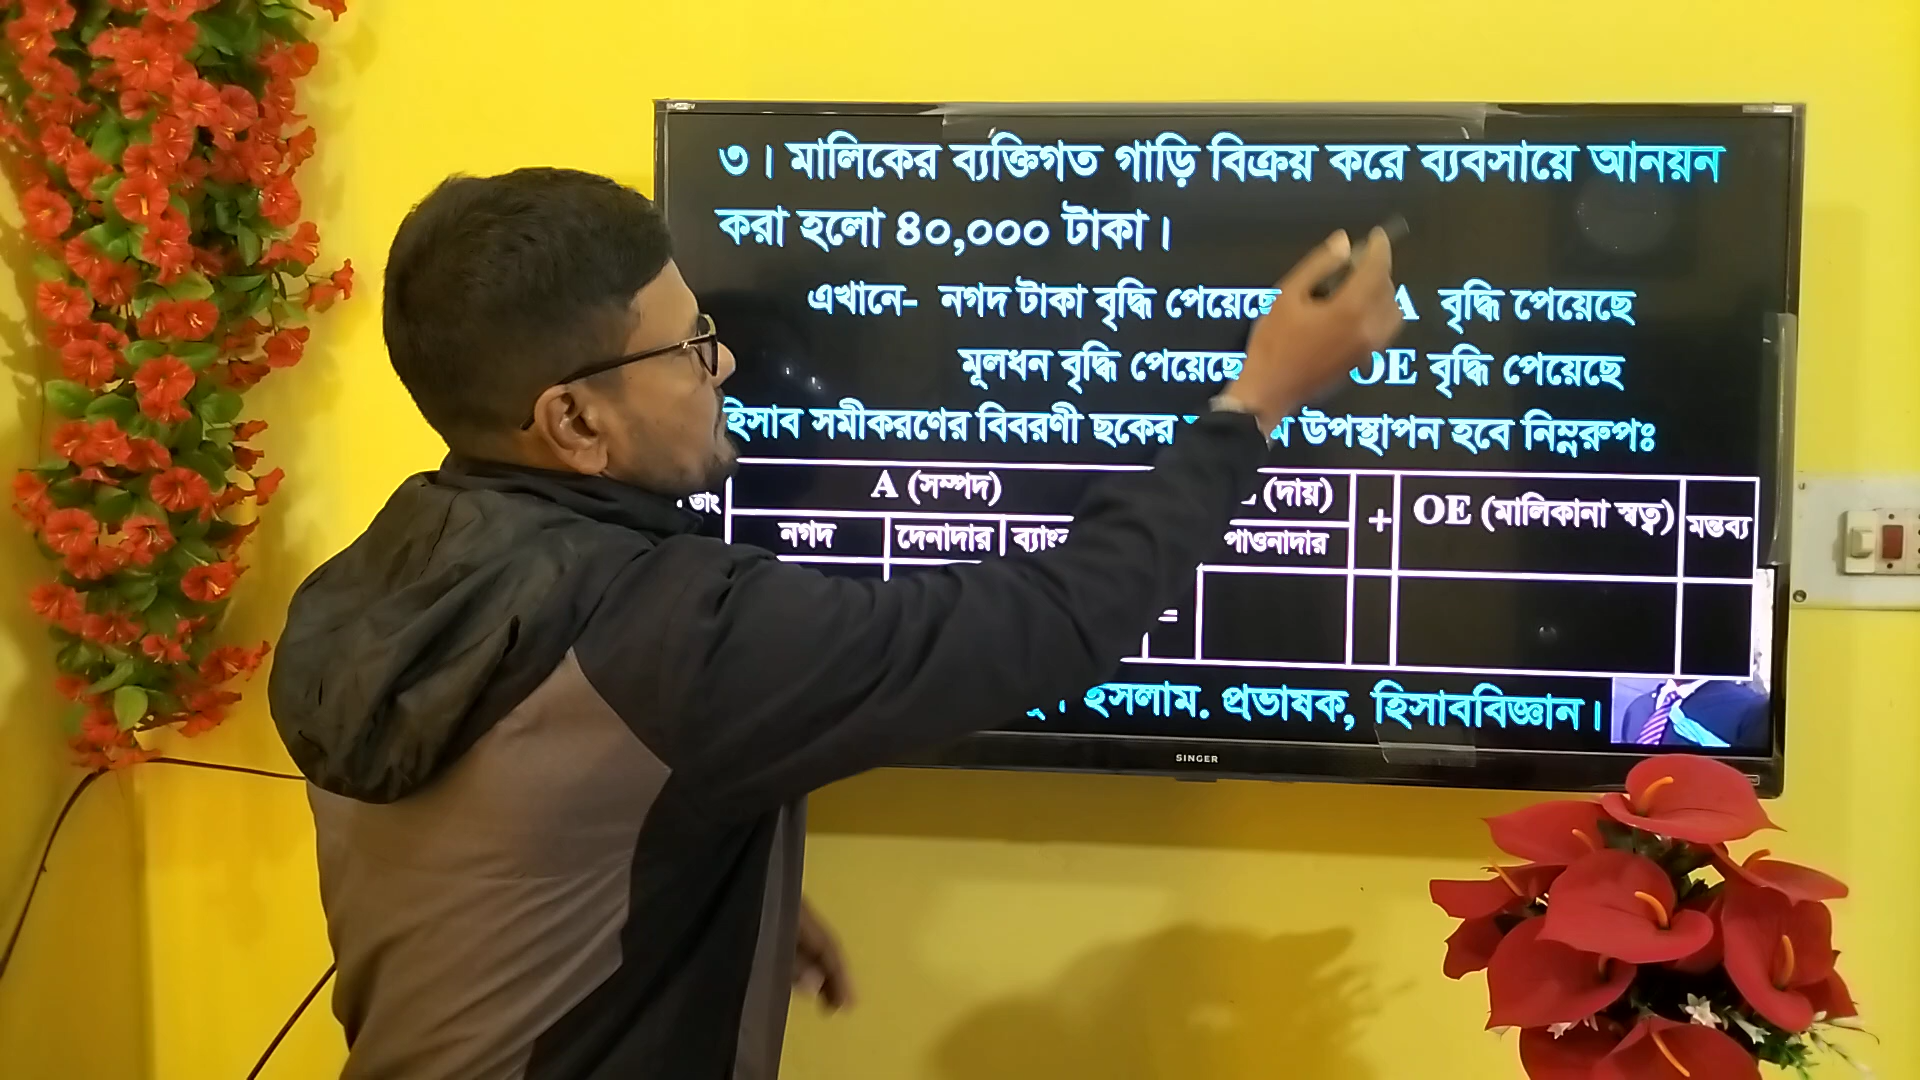 ৩। মালিকের ব্যক্তিগত গাড়ি বিক্রয় করে ব্যবসায়ে আনয়ন
করা হলো ৪০,০০০ টাকা।
এখানে- নগদ টাকা বৃদ্ধি পেয়েছে A বৃদ্ধি পেয়েছে
মূলধন বৃদ্ধি পেয়েছে OE বৃদ্ধি পেয়েছে
হিসাব সমীকরণের বিবরণী ছকের উপস্থাপন হবে নিম্নরুপঃ
তাং A (সম্পদ) (দায়) + OE (মালিকানা স্বত্ব) মন্তব্য
নগদ দেনাদার পাওনাদার
=
ইসলাম. প্রভাষক, হিসাববিজ্ঞান।
SINGER